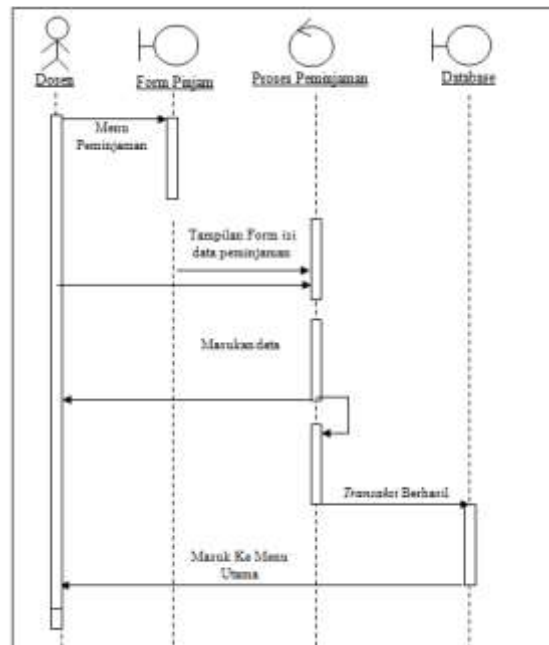 Dosen
Form Pinjam
Proses Peminjaman
Database
Menu
Peminjaman
Tampilan Form isi
data peminjaman
Masukan data
Transaksi Berhasil
Masuk Ke Menu
Utama